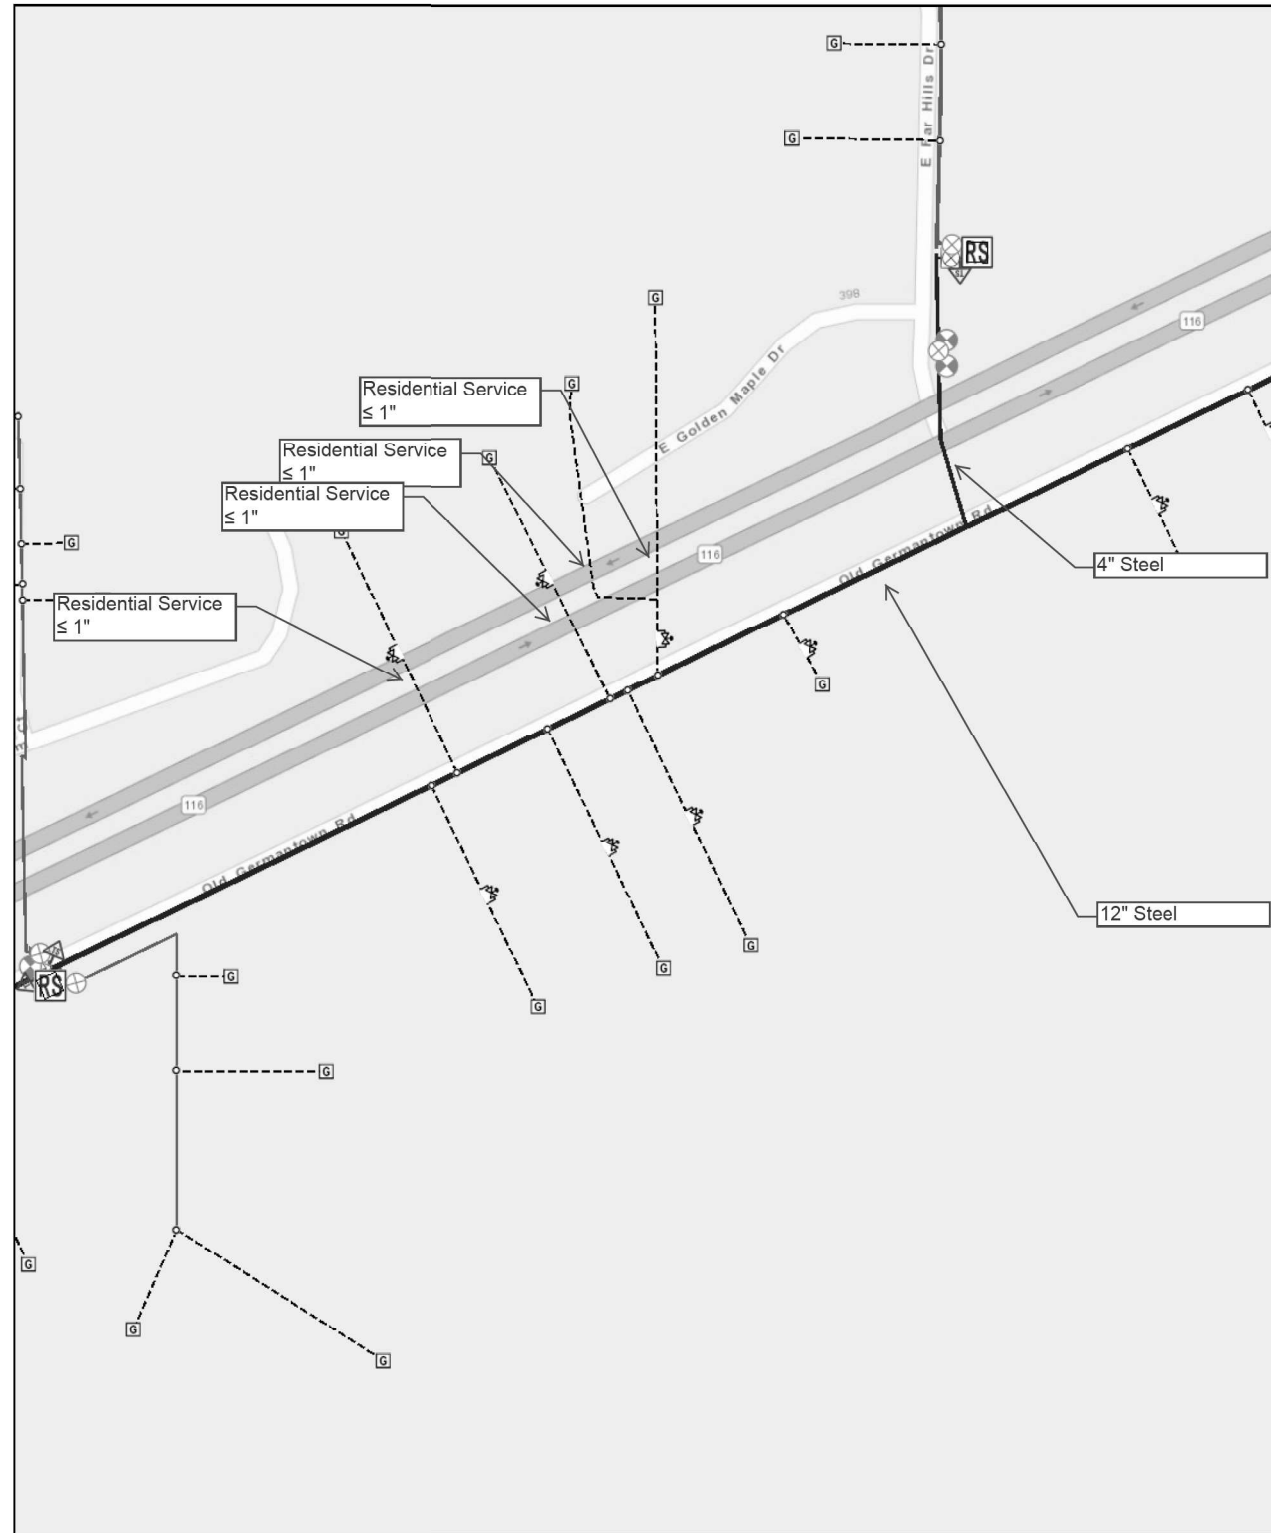 G
E Far Hills Dr
G
RS
S1
G
398
116
Residential Service
≤ 1"
G
E Golden Maple Dr
Residential Service
≤ 1"
G
Residential Service
≤ 1"
G
G
116
Old Germantown Rd
4" Steel
Residential Service
≤ 1"
G
116
Old Germantown Rd
12" Steel
G
G
RS
G
G
G
G
G
G